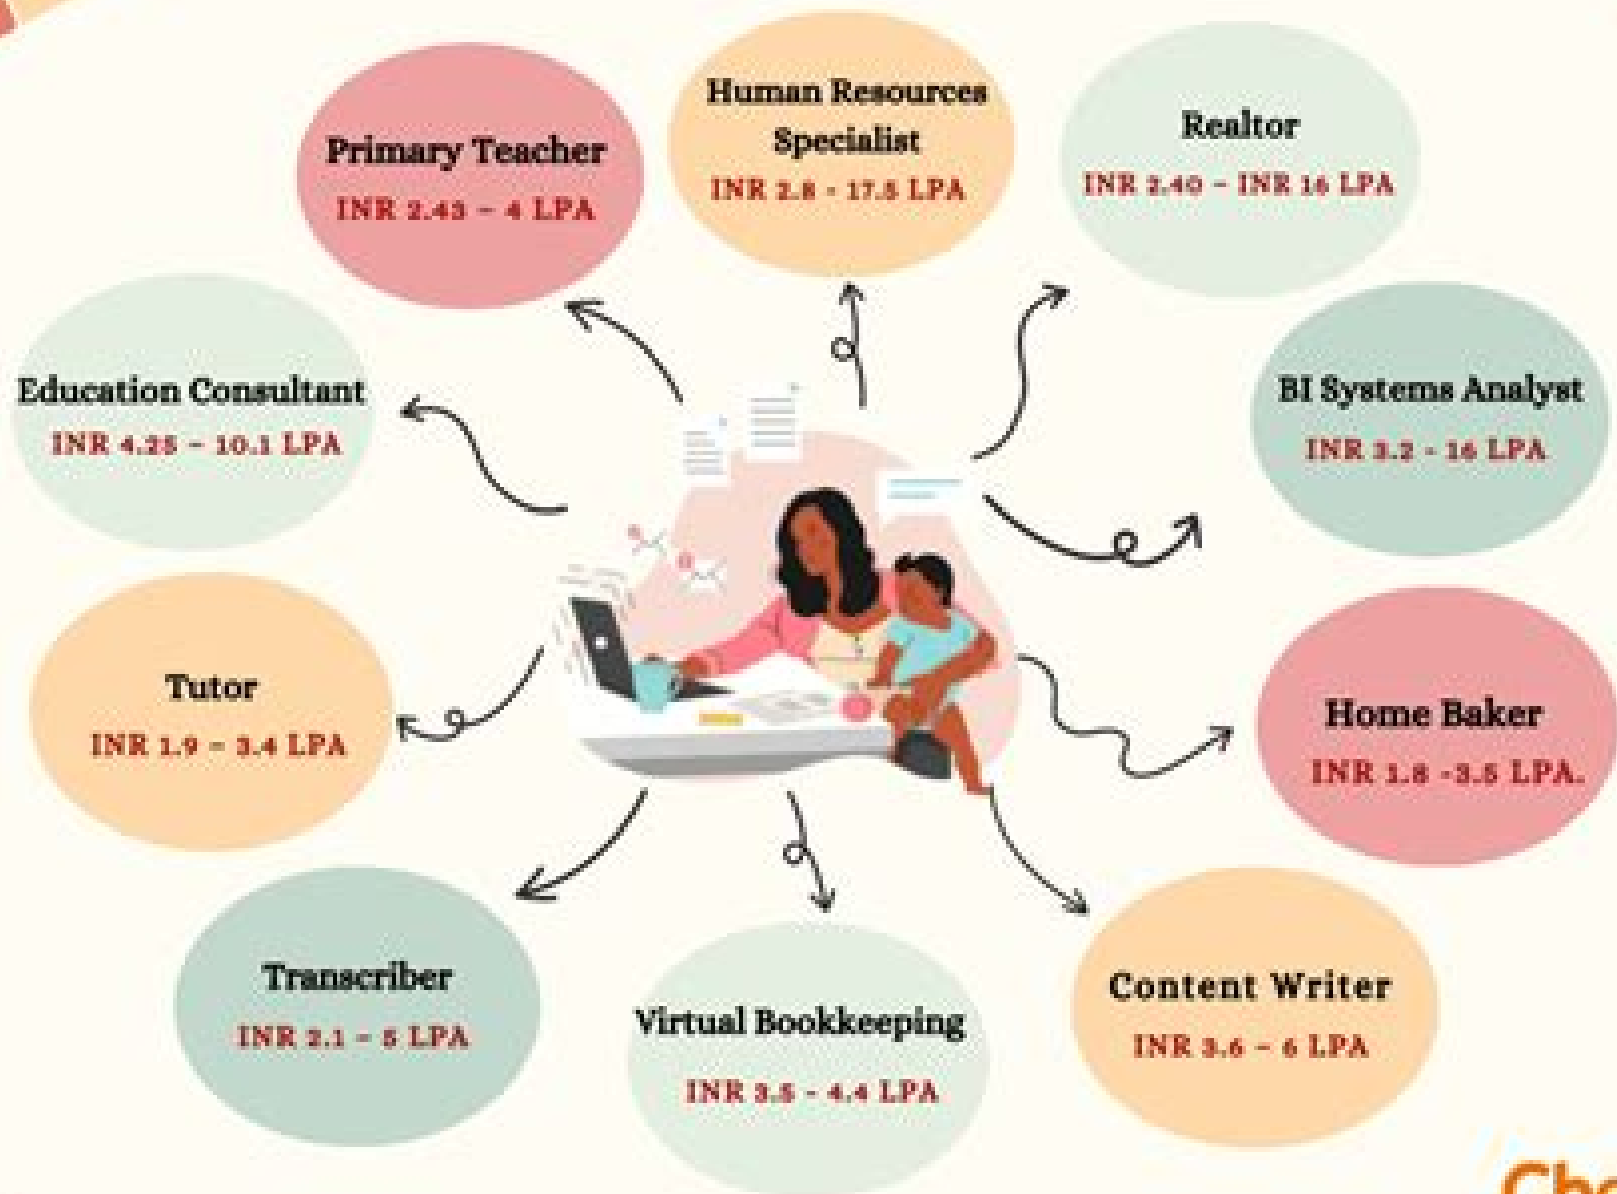 Human Resources
Specialist
INR 2.8 - 17.5 LPA
Realtor
INR 2.40 – INR 16 LPA
Primary Teacher
INR 2.43 – 4 LPA
BI Systems Analyst
INR 3.2 - 16 LPA
Education Consultant
INR 4.25 – 10.1 LPA
Tutor
INR 1.9 – 3.4 LPA
Home Baker
INR 1.8 -3.5 LPA.
Transcriber
INR 2.1 – 5 LPA
Virtual Bookkeeping
INR 3.5 - 4.4 LPA
Content Writer
INR 3.6 – 6 LPA